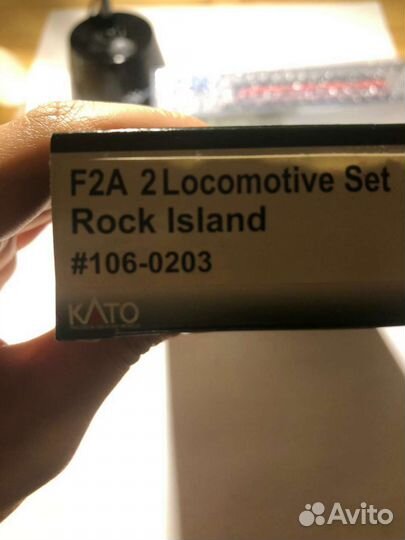 F2A 2 Locomotive Set
Rock Island
#106-0203
KATO
Avito